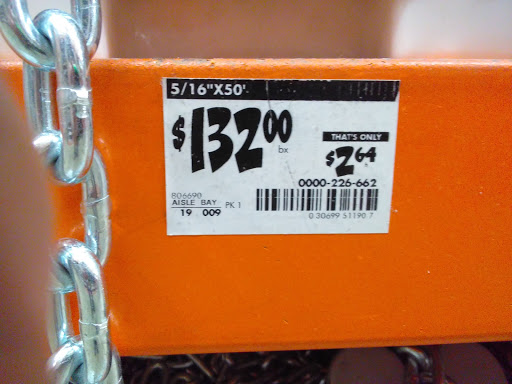 5/16"X50'
$132.00 bx
THAT'S ONLY
$2.64
0000-226-662
806690
AISLE BAY PK 1
19 009
0 30699 51190 7